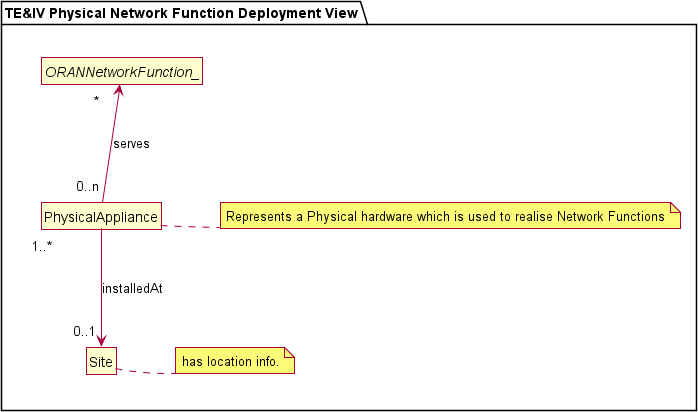 TE&IV Physical Network Function Deployment View
ORANNetworkFunction_
*
serves
0..n
PhysicalAppliance
Represents a Physical hardware which is used to realise Network Functions
1..*
installedAt
0..1
Site
has location info.